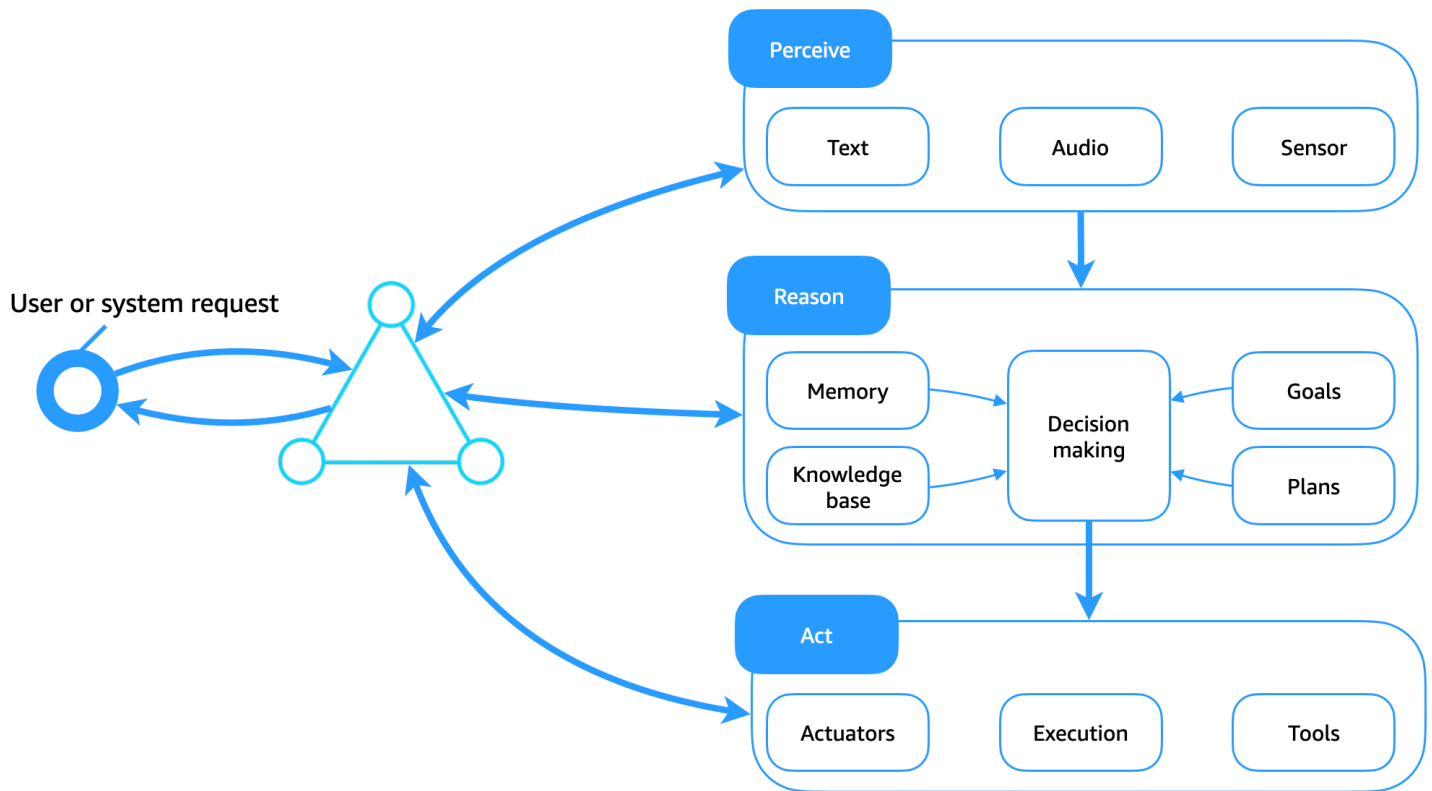 Perceive
Text
Audio
Sensor
User or system request
Reason
Memory
Knowledge
base
Decision
making
Goals
Plans
Act
Actuators
Execution
Tools